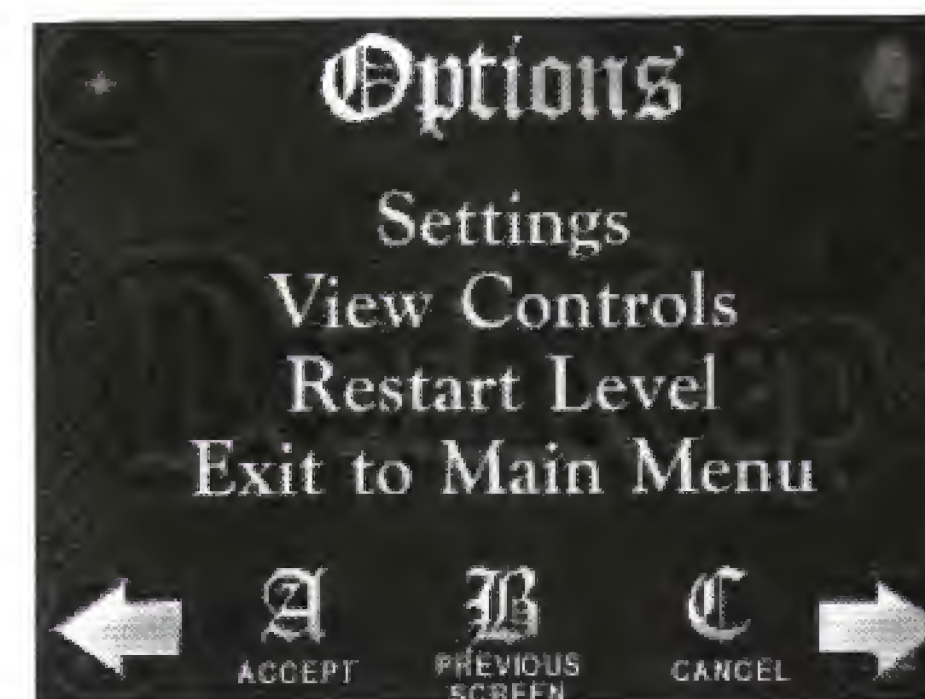 Options
Settings
View Controls
Restart Level
Exit to Main Menu
A B C
ACCEPT PREVIOUS SCREEN CANCEL